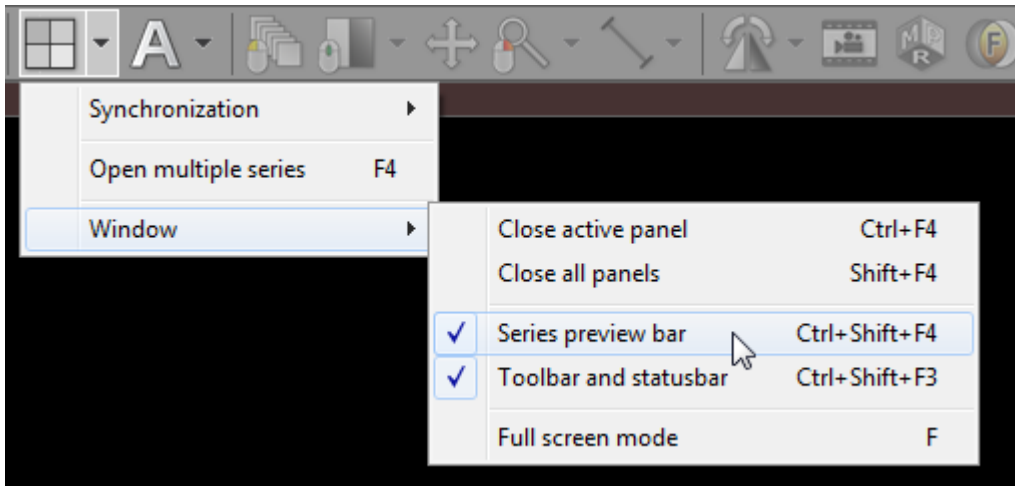 A
MPR
F
Synchronization
Open multiple series F4
Window
Close active panel Ctrl+F4
Close all panels Shift+F4
Series preview bar Ctrl+Shift+F4
Toolbar and statusbar Ctrl+Shift+F3
Full screen mode F